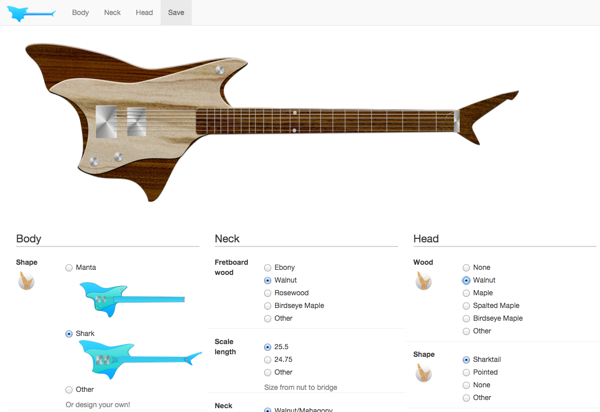 Body Neck Head Save
Body
Shape
Manta
Shark
Other
Or design your own!
Neck
Fretboard
wood
Ebony
Walnut
Rosewood
Birdseye Maple
Other
Scale
length
25.5
24.75
Other
Size from nut to bridge
Neck
Walnut/Mahogony
Head
Wood
None
Walnut
Maple
Spalted Maple
Birdseye Maple
Other
Shape
Sharktail
Pointed
None
Other